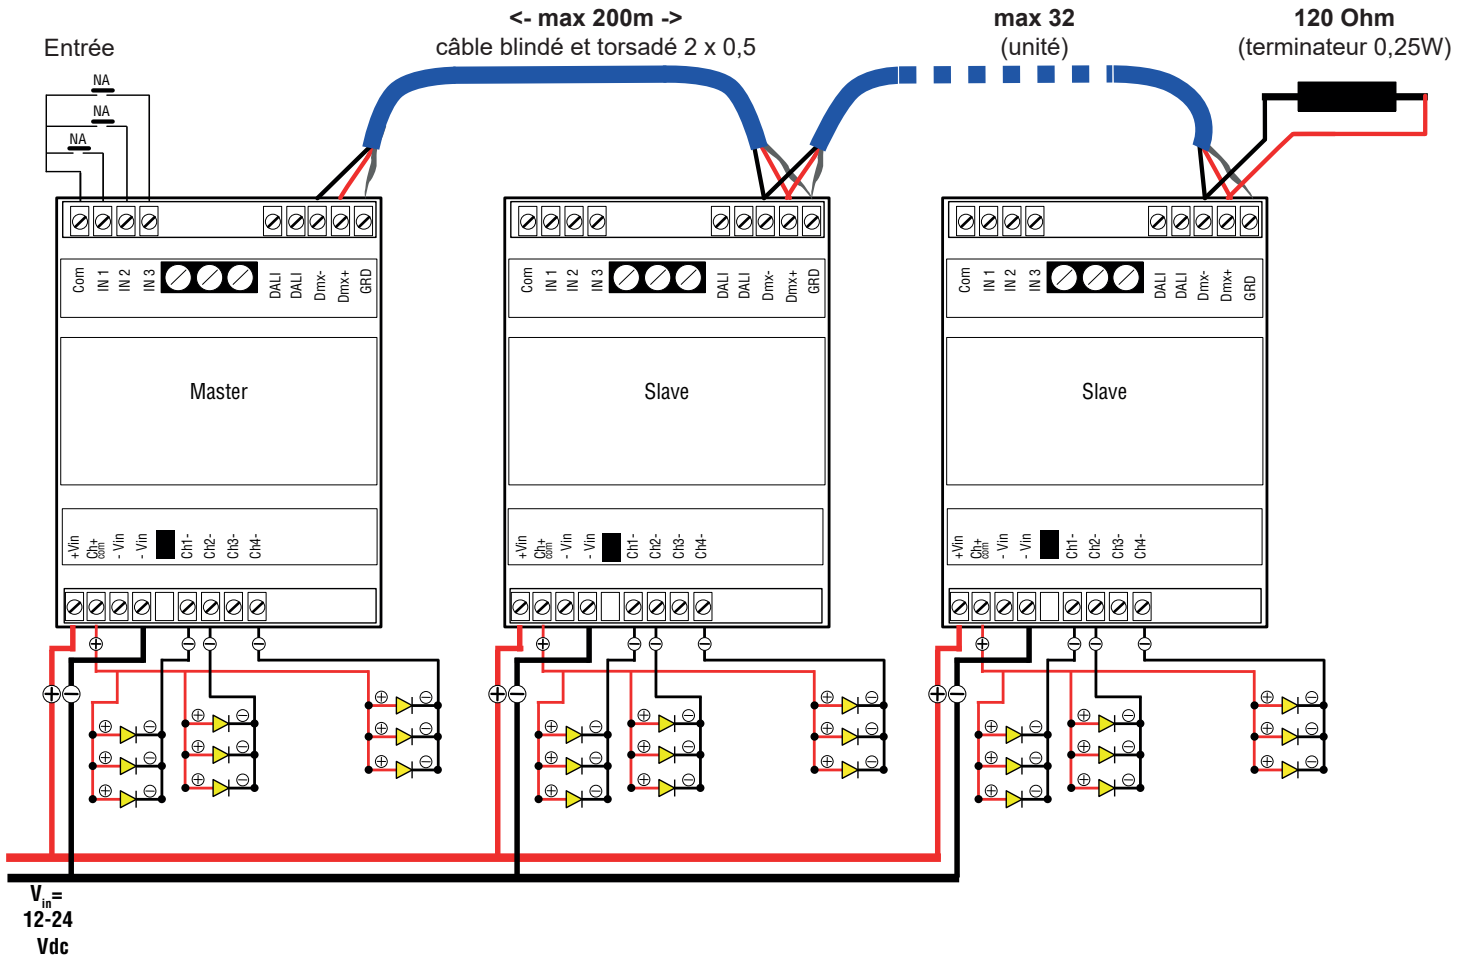 <- max 200m ->
câble blindé et torsadé 2 x 0,5
max 32
(unité)
120 Ohm
(terminateur 0,25W)
Entrée
NA
NA
NA
Com
IN 1
IN 2
IN 3
DALI
DALI
Dmx-
Dmx+
GRD
Com
IN 1
IN 2
IN 3
DALI
DALI
Dmx-
Dmx+
GRD
Com
IN 1
IN 2
IN 3
DALI
DALI
Dmx-
Dmx+
GRD
Master
Slave
Slave
+Vin
Ch+
com
- Vin
- Vin
Ch1-
Ch2-
Ch3-
Ch4-
+Vin
Ch+
com
- Vin
- Vin
Ch1-
Ch2-
Ch3-
Ch4-
+Vin
Ch+
com
- Vin
- Vin
Ch1-
Ch2-
Ch3-
Ch4-
Vin=
12-24
Vdc